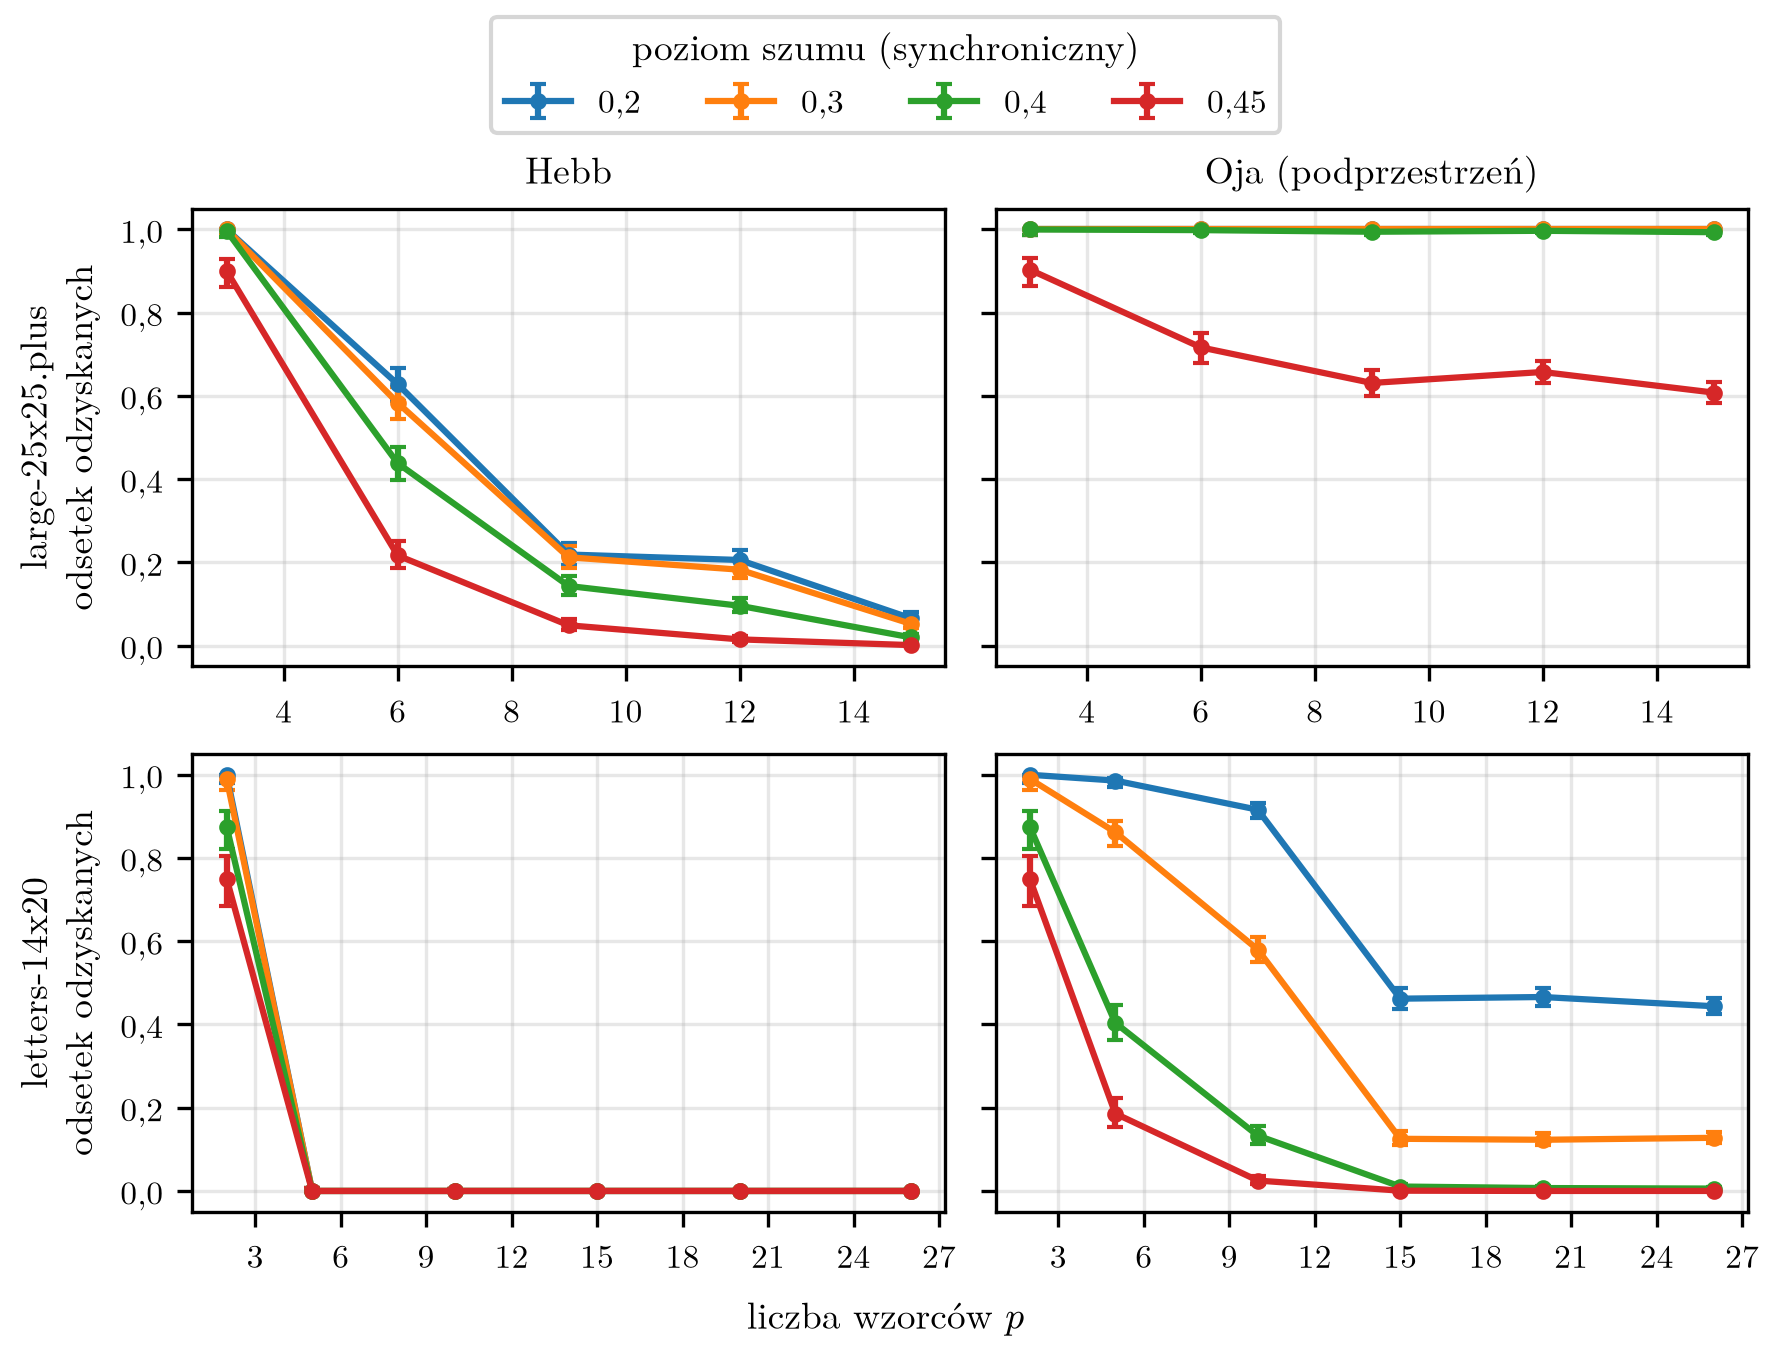 poziom szumu (synchroniczny)
0,2 0,3 0,4 0,45
Hebb
Oja (podprzestrzeń)
large-25x25.plus
odsetek odzyskanych
1,0
0,8
0,6
0,4
0,2
0,0
4 6 8 10 12 14
4 6 8 10 12 14
letters-14x20
odsetek odzyskanych
1,0
0,8
0,6
0,4
0,2
0,0
3 6 9 12 15 18 21 24 27
3 6 9 12 15 18 21 24 27
liczba wzorców p